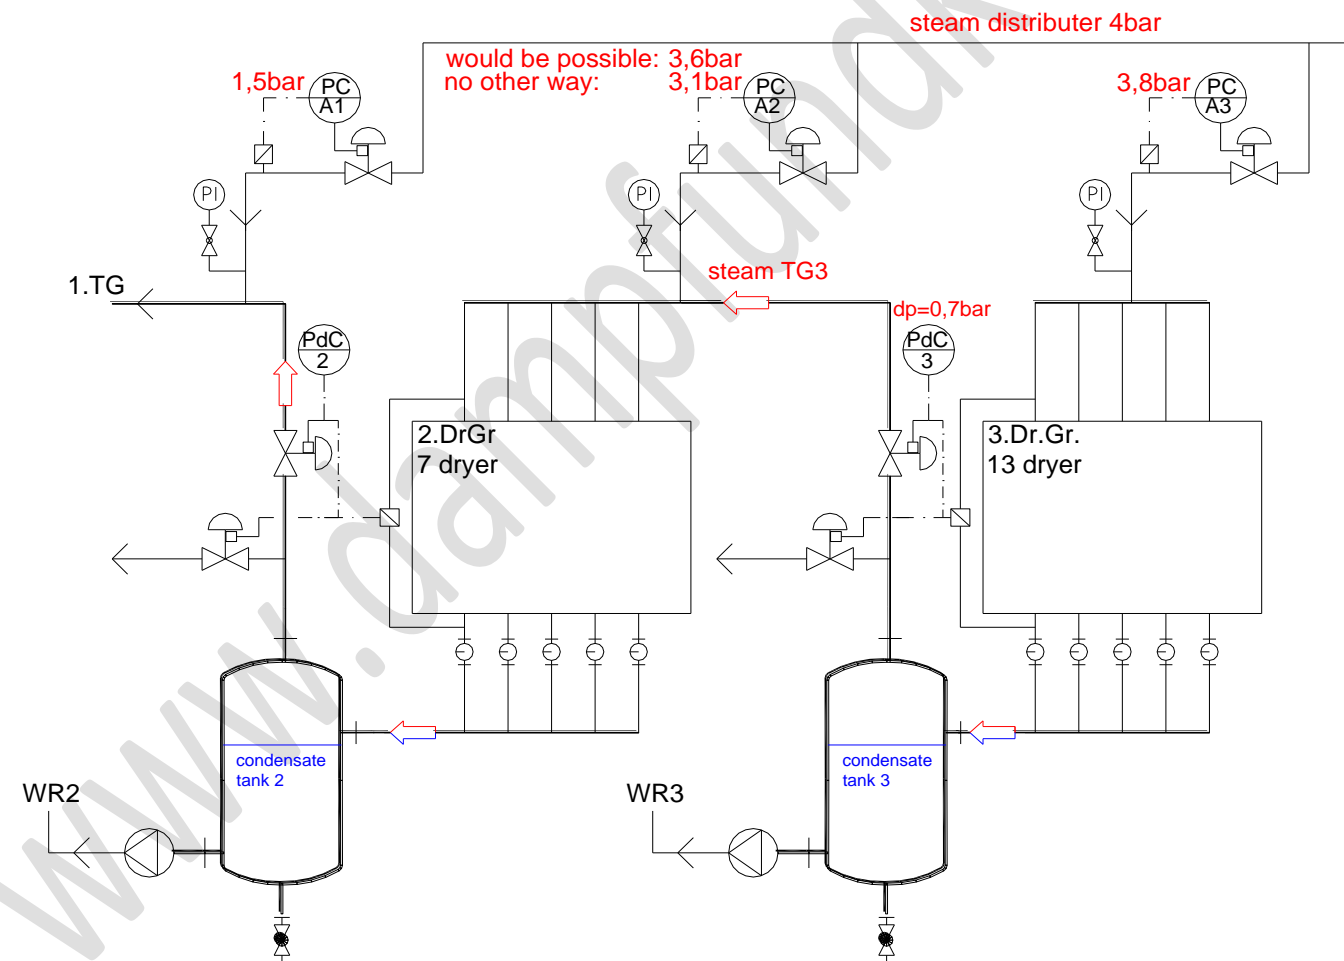 steam distributer 4bar
would be possible: 3,6bar
no other way: 3,1bar
1,5bar
PC
A1
PC
A2
3,8bar
PC
A3
PI
PI
PI
1.TG
steam TG3
dp=0,7bar
PdC
2
PdC
3
2.DrGr
7 dryer
3.Dr.Gr.
13 dryer
condensate
tank 2
condensate
tank 3
WR2
WR3
www.dampfundk